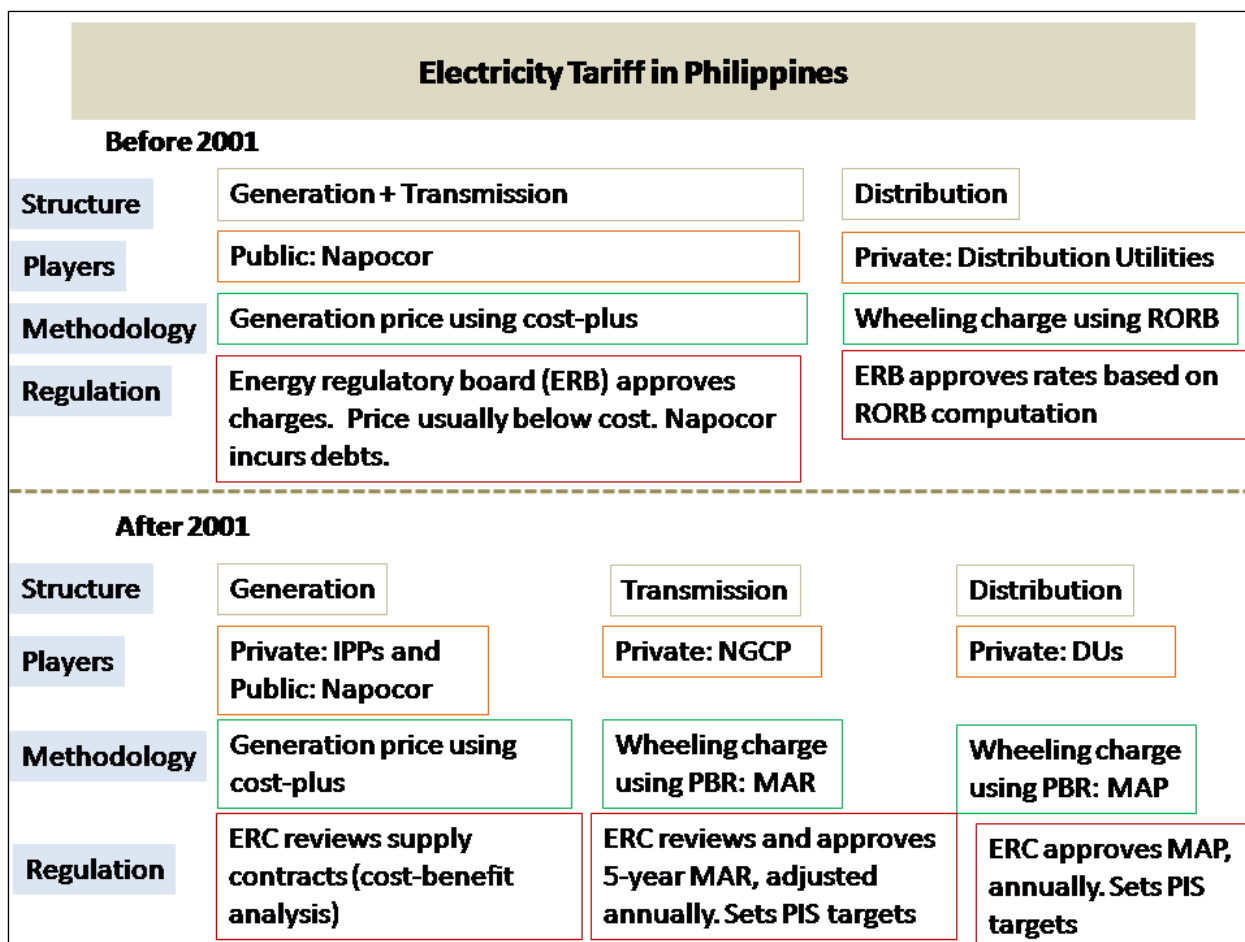 Electricity Tariff in Philippines
Before 2001
Structure
Generation + Transmission
Distribution
Players
Public: Napocor
Private: Distribution Utilities
Methodology
Generation price using cost-plus
Wheeling charge using RORB
Regulation
Energy regulatory board (ERB) approves
charges. Price usually below cost. Napocor
incurs debts.
ERB approves rates based on
RORB computation
After 2001
Structure
Generation
Transmission
Distribution
Players
Private: IPPs and
Public: Napocor
Private: NGCP
Private: DUs
Methodology
Generation price using
cost-plus
Wheeling charge
using PBR: MAR
Wheeling charge
using PBR: MAP
Regulation
ERC reviews supply
contracts (cost-benefit
analysis)
ERC reviews and approves
5-year MAR, adjusted
annually. Sets PIS targets
ERC approves MAP,
annually. Sets PIS
targets